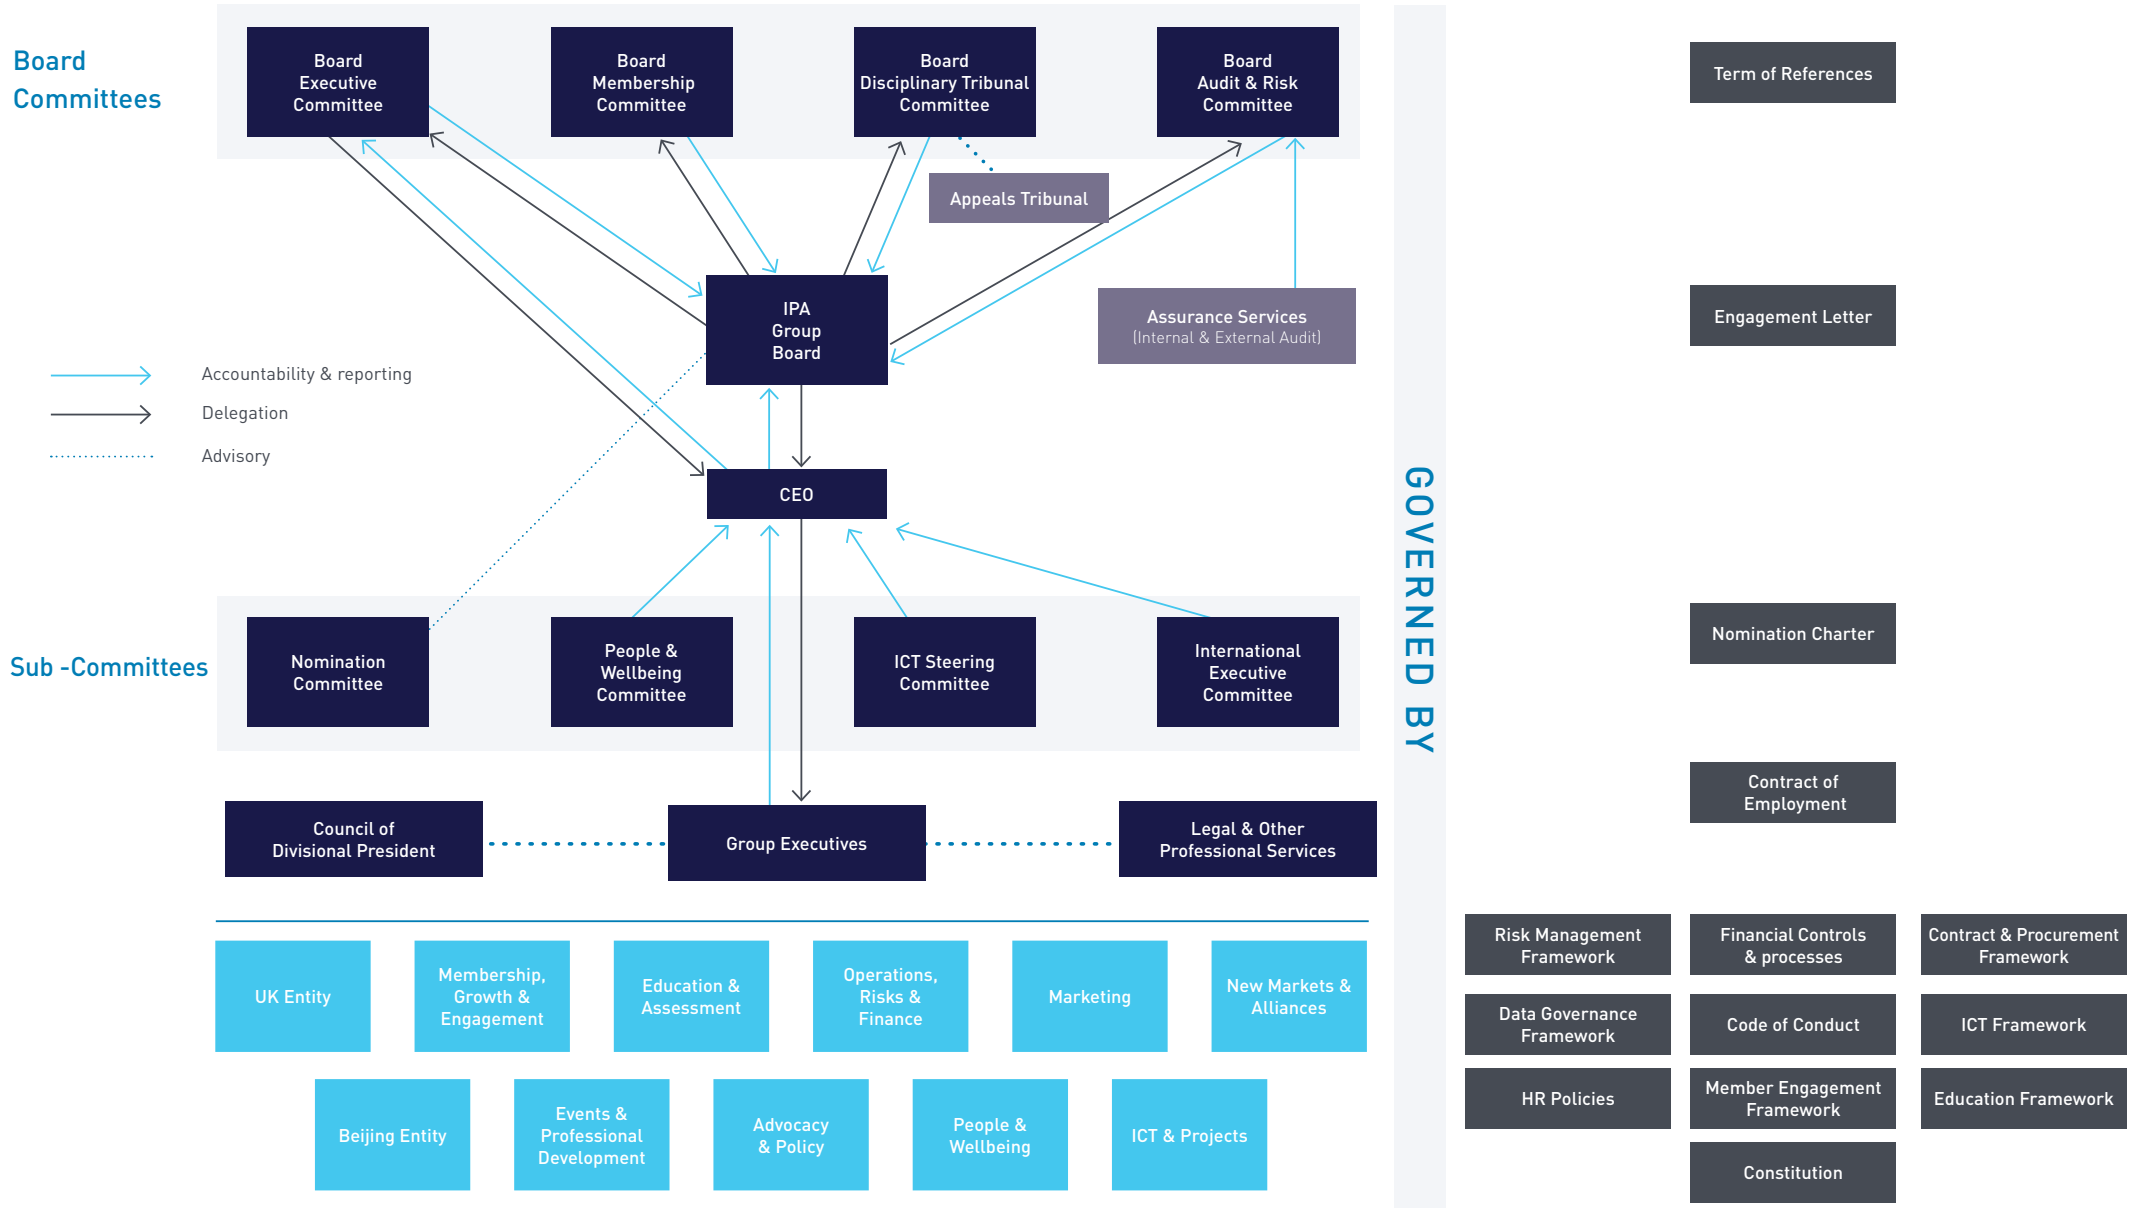 Board
Committees
Board
Executive
Committee
Board
Membership
Committee
Board
Disciplinary Tribunal
Committee
Board
Audit & Risk
Committee
Term of References
Appeals Tribunal
IPA
Group
Board
Assurance Services
(Internal & External Audit)
Engagement Letter
Accountability & reporting
Delegation
Advisory
CEO
GOVERNED BY
Sub -Committees
Nomination
Committee
People &
Wellbeing
Committee
ICT Steering
Committee
International
Executive
Committee
Nomination Charter
Contract of
Employment
Council of
Divisional President
Group Executives
Legal & Other
Professional Services
UK Entity
Membership,
Growth &
Engagement
Education &
Assessment
Operations,
Risks &
Finance
Marketing
New Markets &
Alliances
Beijing Entity
Events &
Professional
Development
Advocacy
& Policy
People &
Wellbeing
ICT & Projects
Risk Management
Framework
Financial Controls
& processes
Contract & Procurement
Framework
Data Governance
Framework
Code of Conduct
ICT Framework
HR Policies
Member Engagement
Framework
Education Framework
Constitution